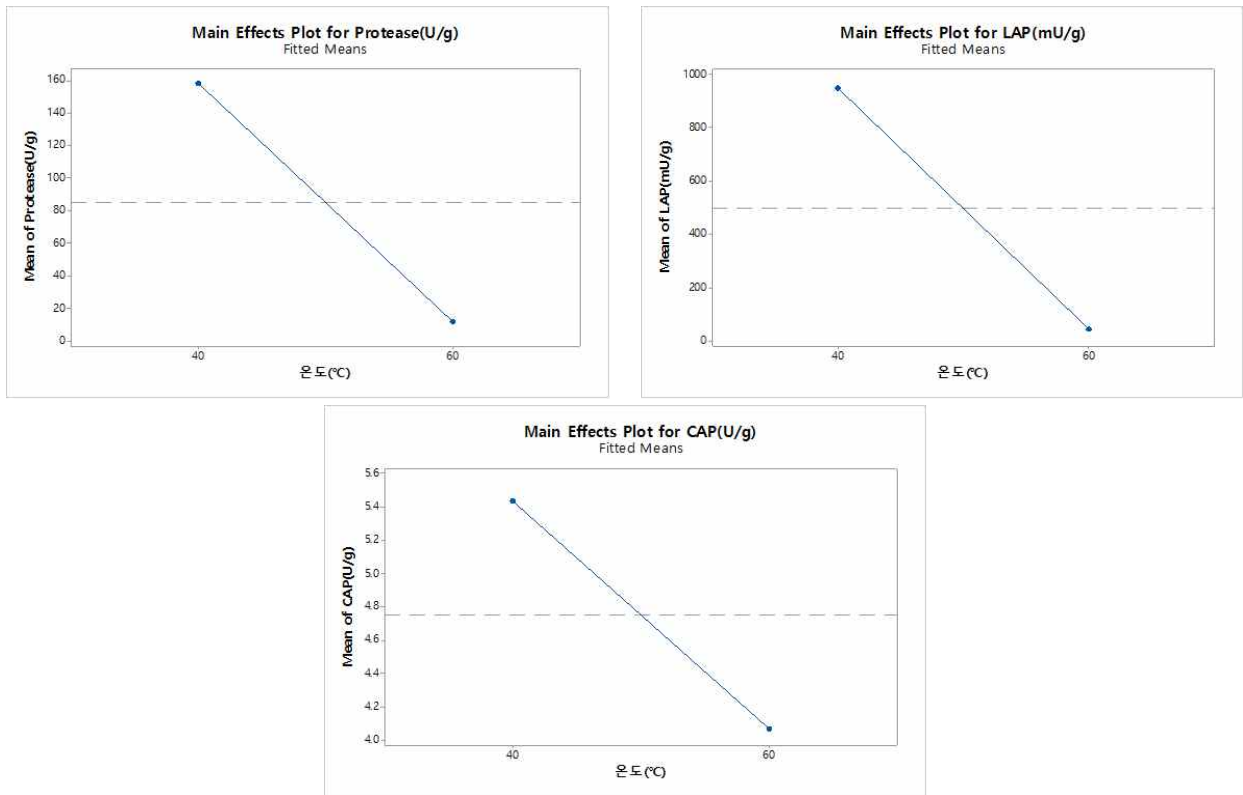 Main Effects Plot for Protease(U/g)
Fitted Means
Mean of Protease(U/g)
160
140
120
100
80
60
40
20
0
40
60
온도(℃)
Main Effects Plot for LAP(mU/g)
Fitted Means
Mean of LAP(mU/g)
1000
800
600
400
200
0
40
60
온도(℃)
Main Effects Plot for CAP(U/g)
Fitted Means
Mean of CAP(U/g)
5.6
5.4
5.2
5.0
4.8
4.6
4.4
4.2
4.0
40
60
온도(℃)